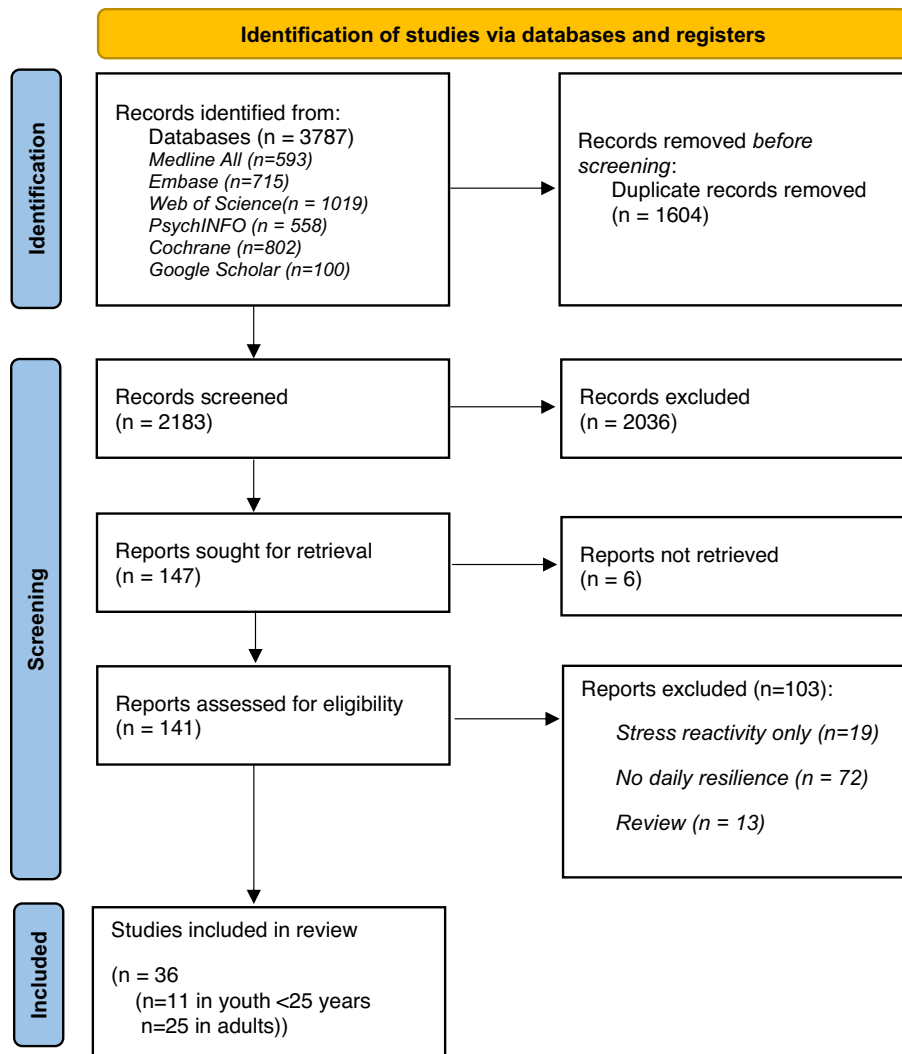 Identification of studies via databases and registers
Identification
Records identified from:
Databases (n = 3787)
Medline All (n=593)
Embase (n=715)
Web of Science(n = 1019)
PsychINFO (n = 558)
Cochrane (n=802)
Google Scholar (n=100)
Records removed before
screening:
Duplicate records removed
(n = 1604)
Screening
Records screened
(n = 2183)
Records excluded
(n = 2036)
Reports sought for retrieval
(n = 147)
Reports not retrieved
(n = 6)
Reports assessed for eligibility
(n = 141)
Reports excluded (n=103):
Stress reactivity only (n=19)
No daily resilience (n = 72)
Review (n = 13)
Included
Studies included in review
(n = 36
(n=11 in youth <25 years
n=25 in adults))